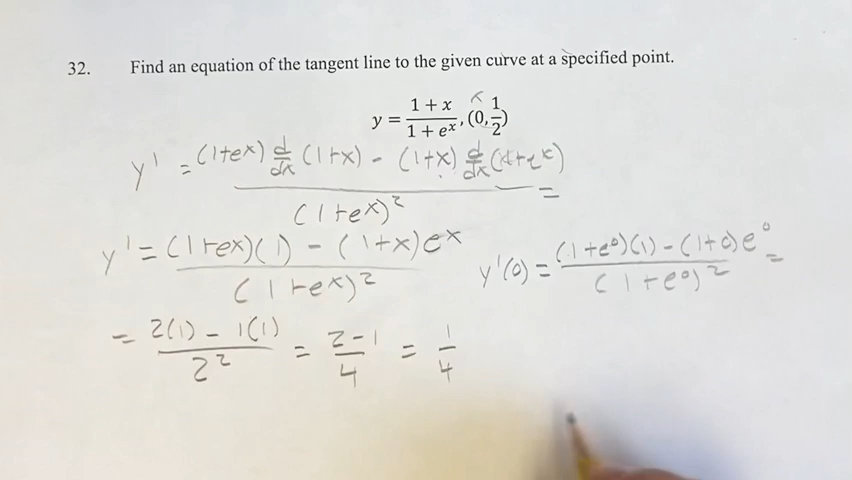 32. Find an equation of the tangent line to the given curve at a specified point.
y = (1 + x)/(1 + e^x), (0, 1/2)
y' = ((1+e^x) d/dx (1+x) - (1+x) d/dx (1+e^x))/(1+e^x)^2 =
y' = ((1+e^x)(1) - (1+x)e^x)/(1+e^x)^2
y'(0) = ((1+e^0)(1) - (1+0)e^0)/(1+e^0)^2 =
= (2(1) - 1(1))/2^2 = (2-1)/4 = 1/4